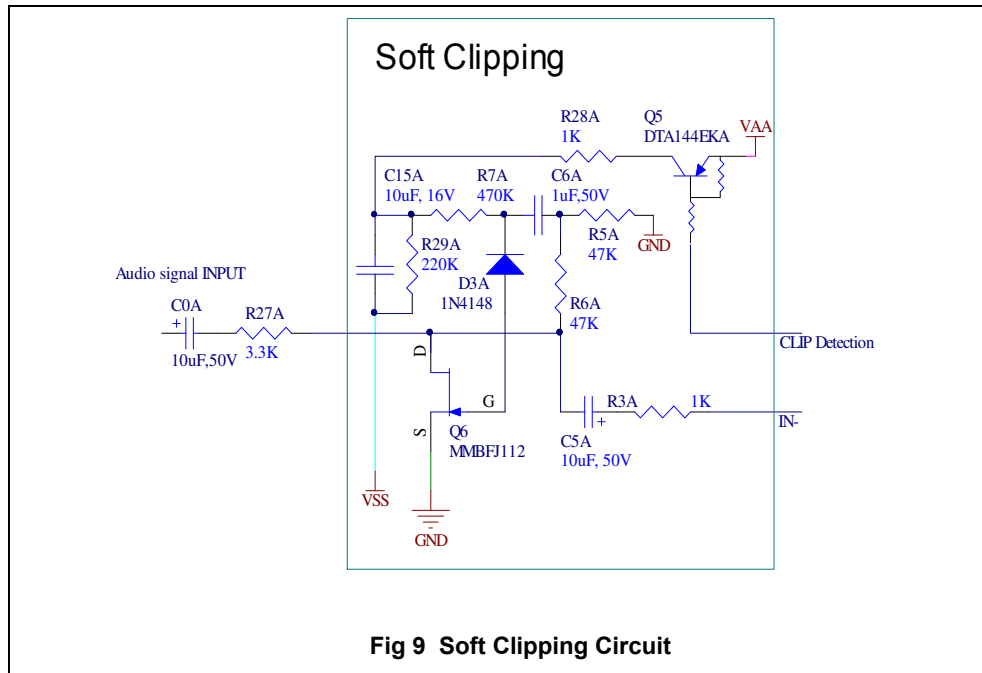 Soft Clipping
R28A
1K
Q5
DTA144EKA
VAA
C15A
10uF, 16V
R7A
470K
C6A
1uF,50V
R5A
47K
GND
R29A
220K
D3A
1N4148
R6A
47K
Audio signal INPUT
C0A
+
10uF,50V
R27A
3.3K
CLIP Detection
D
G
S
Q6
MMBFJ112
C5A
+
10uF, 50V
R3A
1K
IN-
VSS
GND
Fig 9 Soft Clipping Circuit